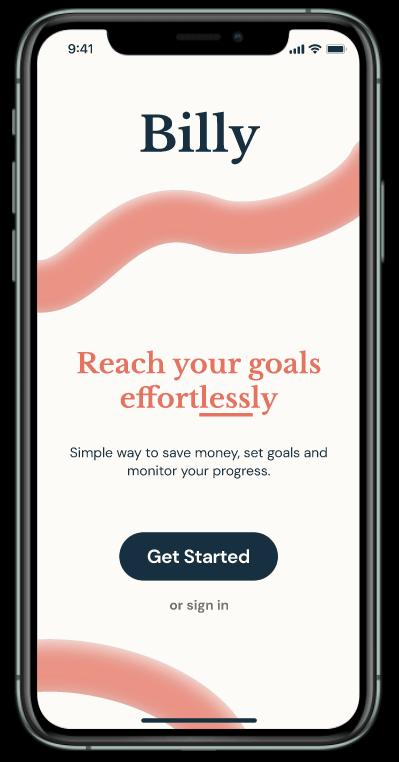 9:41
Billy
Reach your goals
effortlessly
Simple way to save money, set goals and
monitor your progress.
Get Started
or sign in